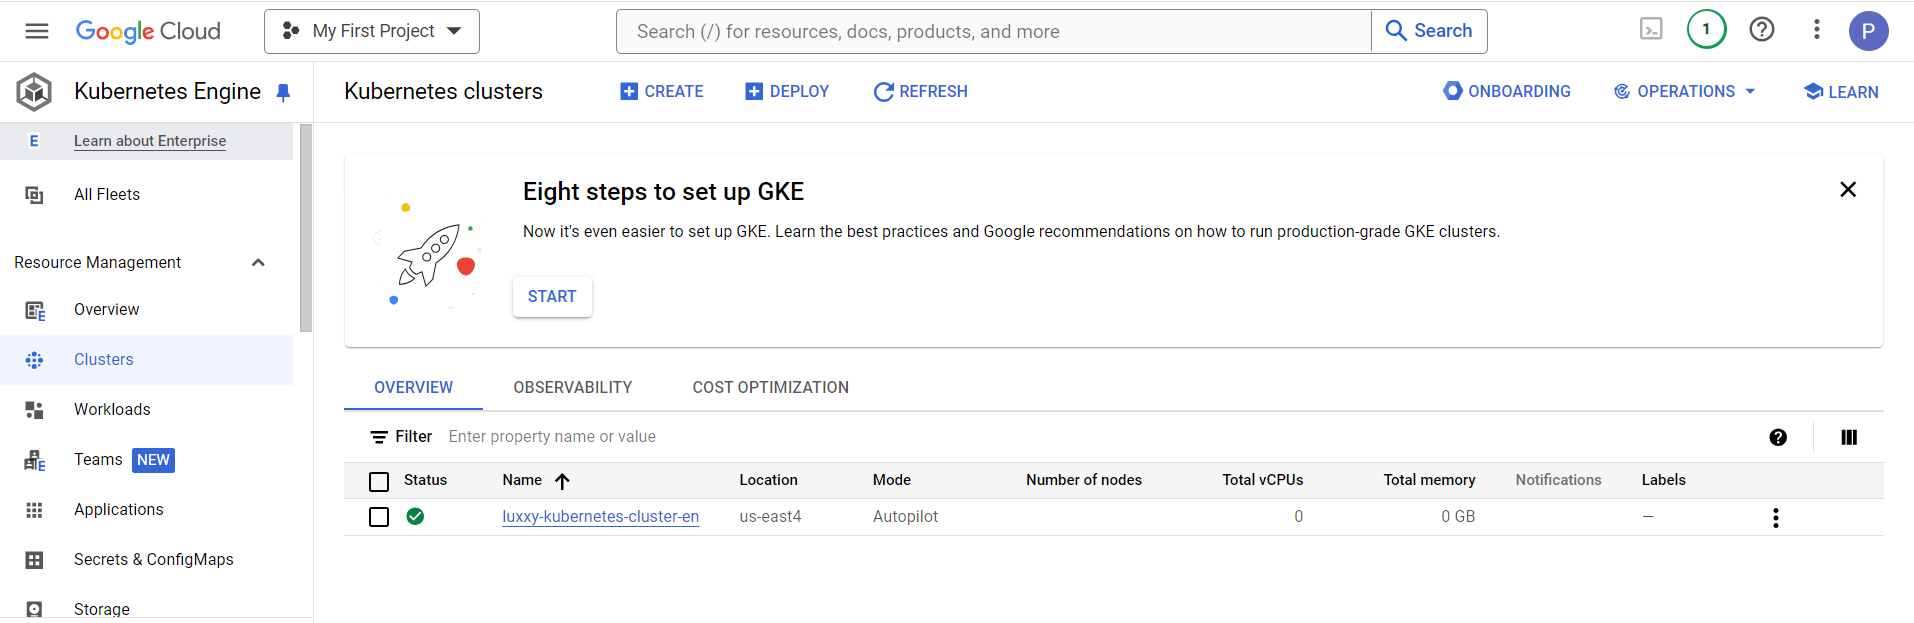 Google Cloud
My First Project
Search (/) for resources, docs, products, and more
Search
1
P
Kubernetes Engine
Kubernetes clusters
CREATE
DEPLOY
REFRESH
ONBOARDING
OPERATIONS
LEARN
E Learn about Enterprise
All Fleets
Resource Management
Overview
Clusters
Workloads
Teams NEW
Applications
Secrets & ConfigMaps
Storage
Eight steps to set up GKE
Now it's even easier to set up GKE. Learn the best practices and Google recommendations on how to run production-grade GKE clusters.
START
OVERVIEW OBSERVABILITY COST OPTIMIZATION
Filter Enter property name or value
Status Name Location Mode Number of nodes Total vCPUs Total memory Notifications Labels
luxxy-kubernetes-cluster-en us-east4 Autopilot 0 0 GB —